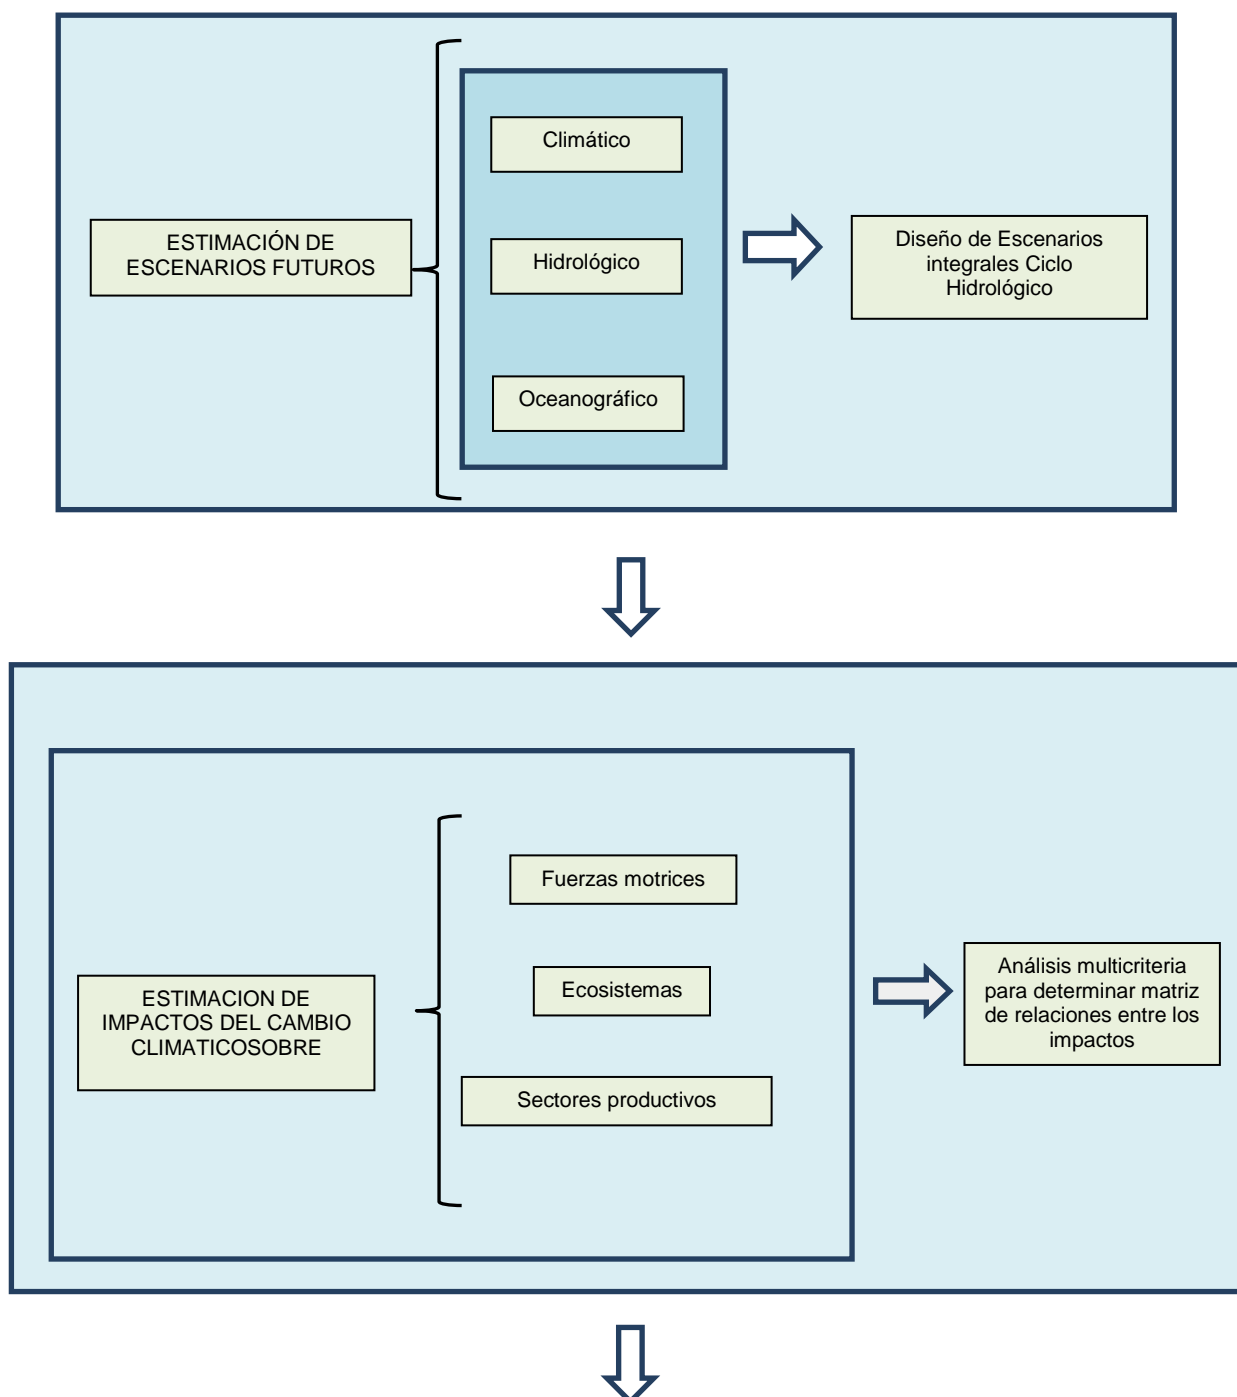 Climático
ESTIMACIÓN DE
ESCENARIOS FUTUROS
Hidrológico
Diseño de Escenarios
integrales Ciclo
Hidrológico
Oceanográfico
Fuerzas motrices
ESTIMACION DE
IMPACTOS DEL CAMBIO
CLIMATICOSOBRE
Ecosistemas
Sectores productivos
Análisis multicriteria
para determinar matriz
de relaciones entre los
impactos